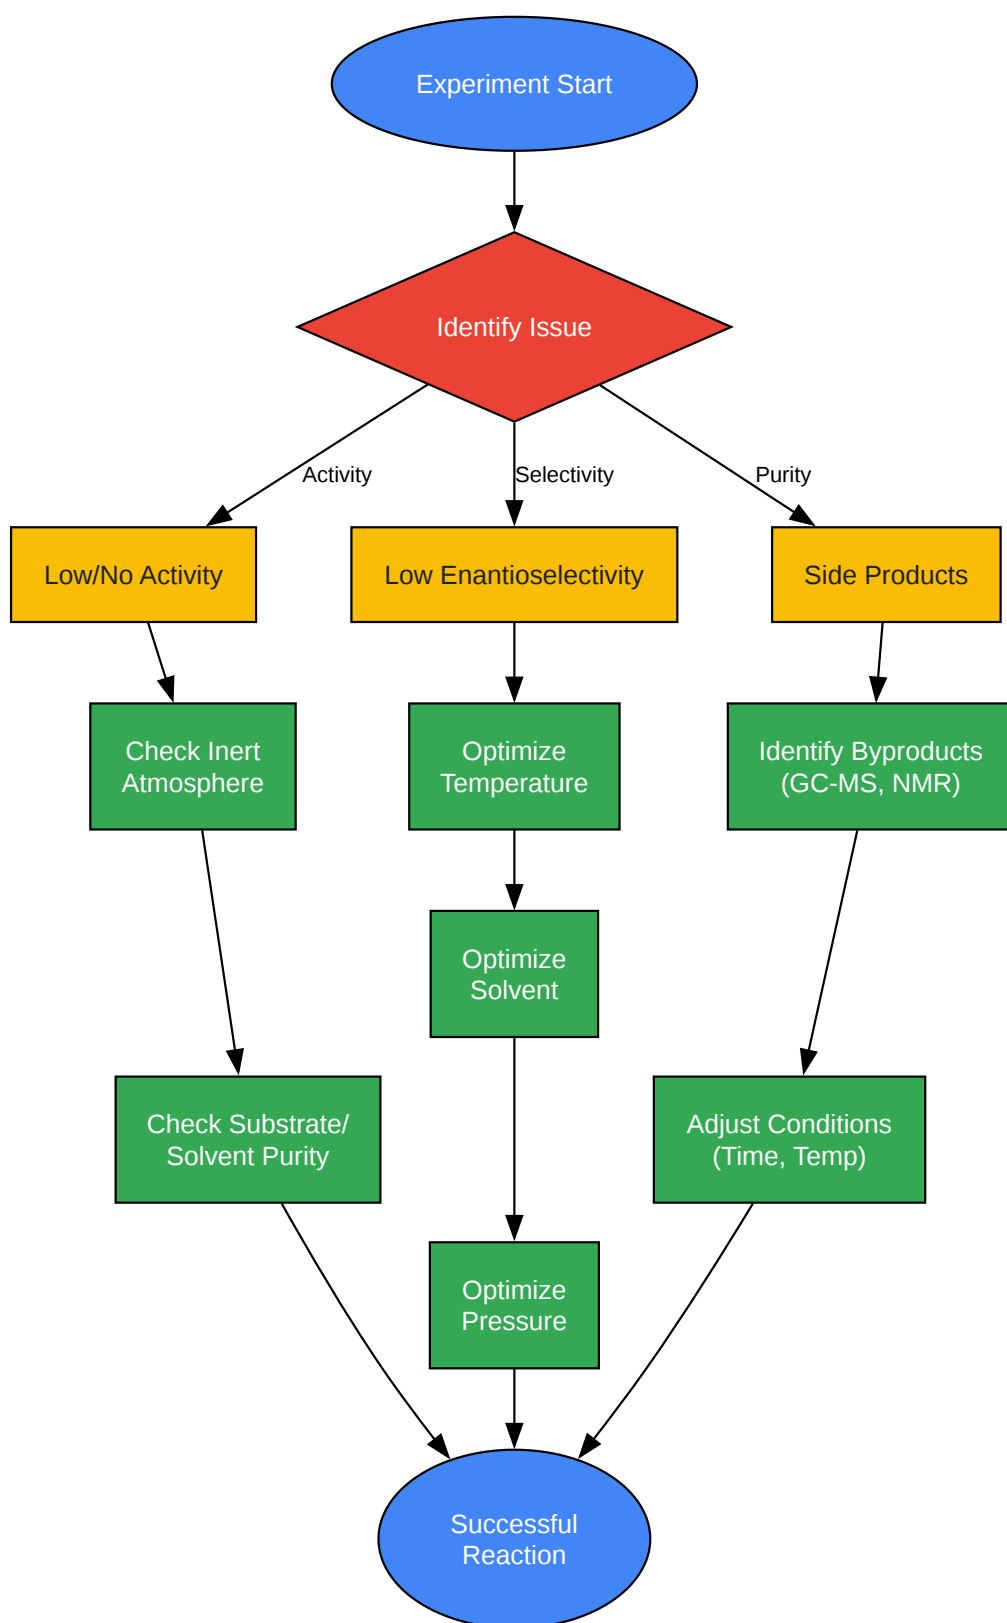 Experiment Start
Identify Issue
Activity
Selectivity
Purity
Low/No Activity
Low Enantioselectivity
Side Products
Check Inert
Atmosphere
Optimize
Temperature
Identify Byproducts
(GC-MS, NMR)
Optimize
Solvent
Check Substrate/
Solvent Purity
Adjust Conditions
(Time, Temp)
Optimize
Pressure
Successful
Reaction